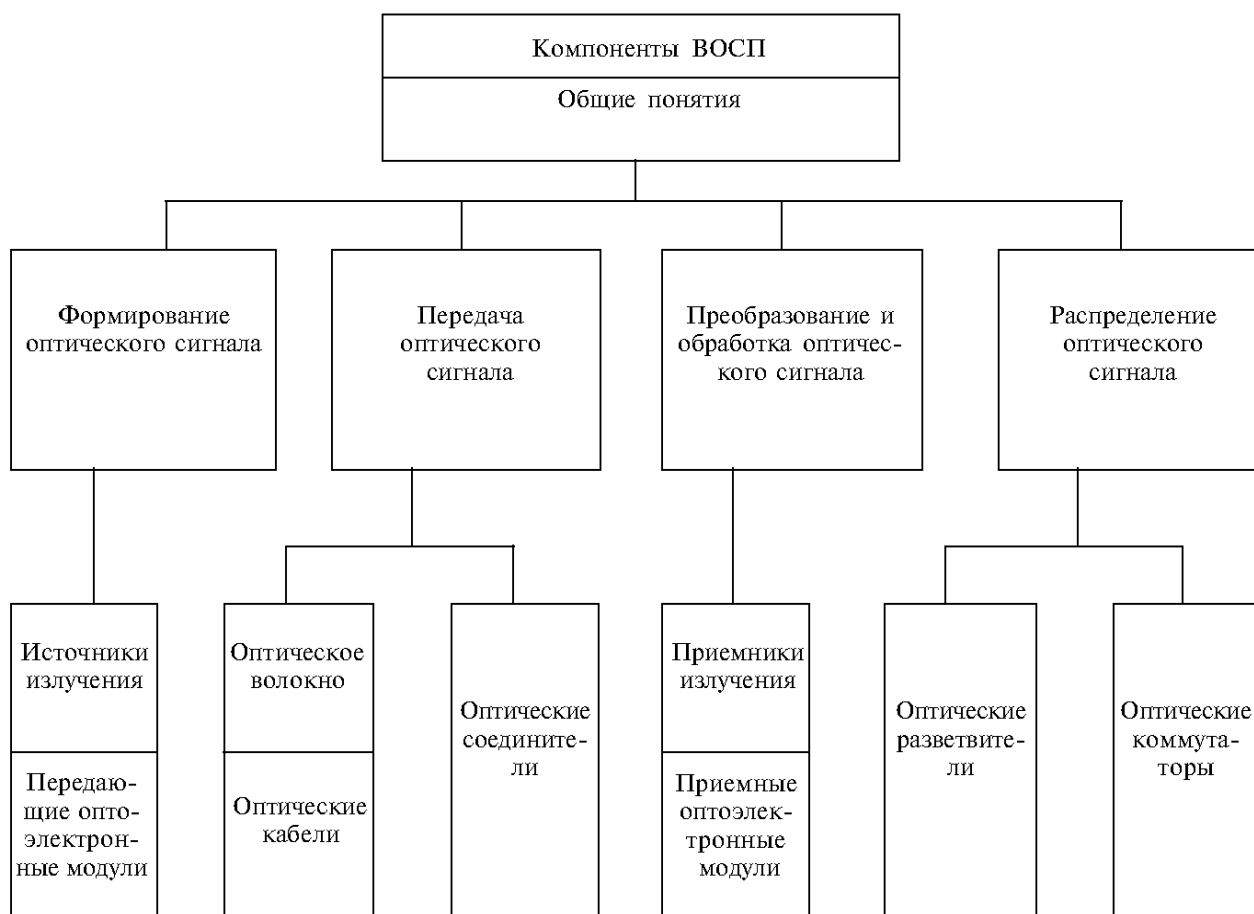 Компоненты ВОСП
Общие понятия
Формирование
оптического сигнала
Передача
оптического
сигнала
Преобразование и
обработка оптичес-
кого сигнала
Распределение
оптического
сигнала
Источники
излучения
Передаю-
щие опто-
электрон-
ные модули
Оптическое
волокно
Оптические
кабели
Оптические
соедините-
ли
Приемники
излучения
Приемные
оптоэлек-
тронные
модули
Оптические
разветвите-
ли
Оптические
коммута-
торы